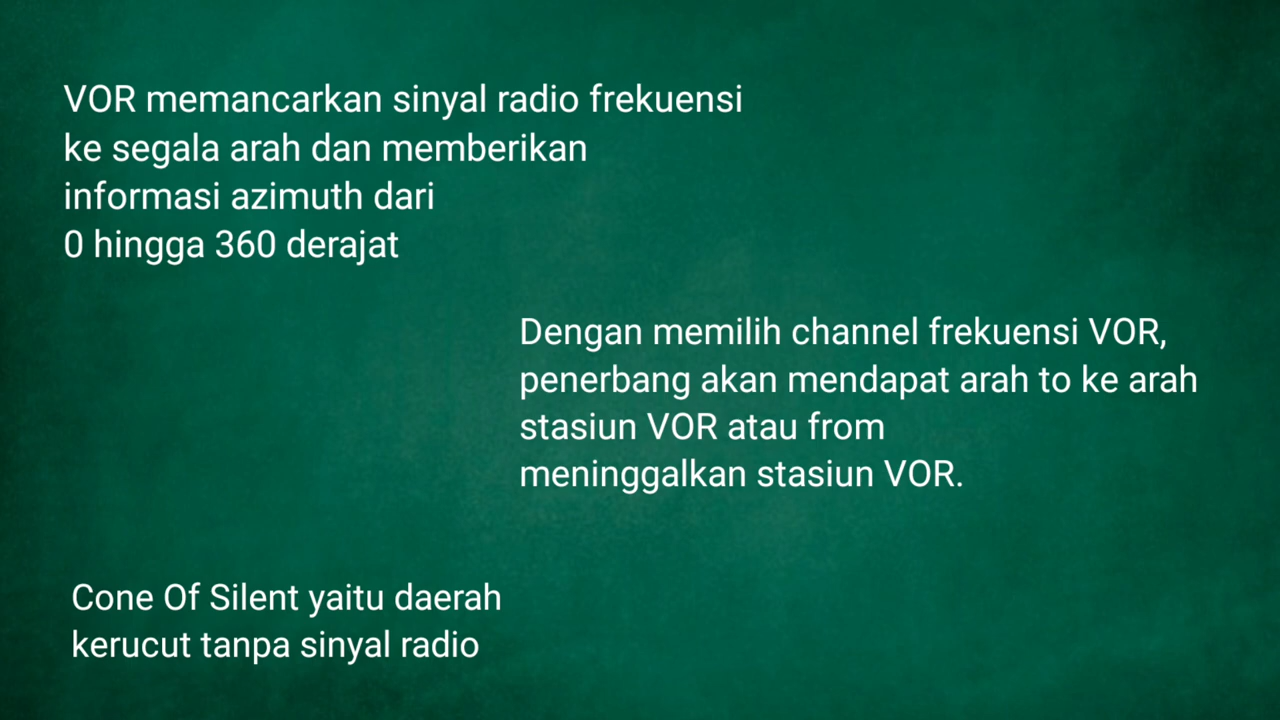 VOR memancarkan sinyal radio frekuensi
ke segala arah dan memberikan
informasi azimuth dari
0 hingga 360 derajat
Dengan memilih channel frekuensi VOR,
penerbang akan mendapat arah to ke arah
stasiun VOR atau from
meninggalkan stasiun VOR.
Cone Of Silent yaitu daerah
kerucut tanpa sinyal radio